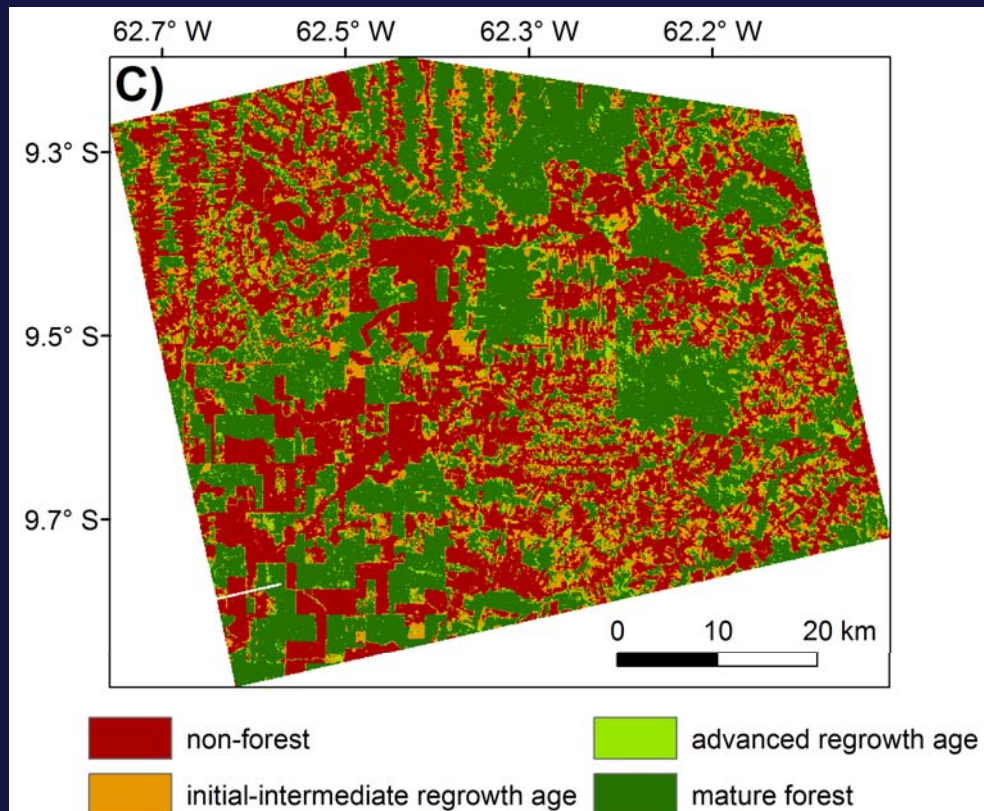 62.7° W 62.5° W 62.3° W 62.2° W
C)
9.3° S
9.5° S
9.7° S
0 10 20 km
non-forest advanced regrowth age
initial-intermediate regrowth age mature forest